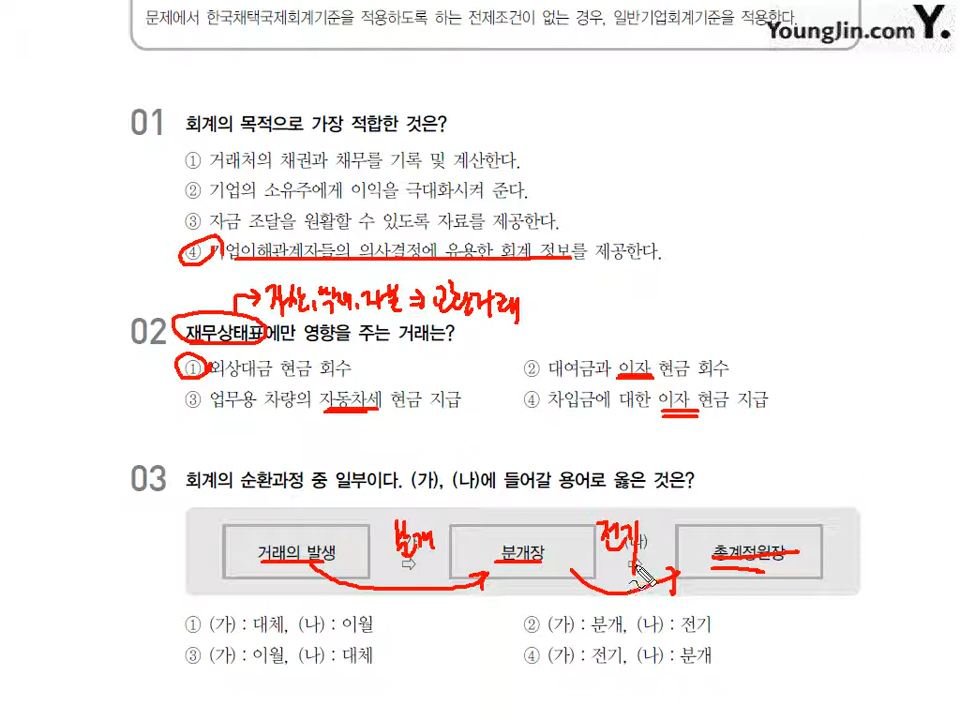 문제에서 한국채택국제회계기준을 적용하도록 하는 전제조건이 없는 경우, 일반기업회계기준을 적용한다.
YoungJin.com Y.
01 회계의 목적으로 가장 적합한 것은?
① 거래처의 채권과 채무를 기록 및 계산한다.
② 기업의 소유주에게 이익을 극대화시켜 준다.
③ 자금 조달을 원활할 수 있도록 자료를 제공한다.
④ 기업이해관계자들의 의사결정에 유용한 회계 정보를 제공한다.
→ 자산, 부채, 자본 ⇒ 교환거래
02 재무상태표에만 영향을 주는 거래는?
① 외상대금 현금 회수 ② 대여금과 이자 현금 회수
③ 업무용 차량의 자동차세 현금 지급 ④ 차입금에 대한 이자 현금 지급
03 회계의 순환과정 중 일부이다. (가), (나)에 들어갈 용어로 옳은 것은?
분개 전기
거래의 발생 ⇨ 분개장 (나) ⇨ 총계정원장
① (가) : 대체, (나) : 이월 ② (가) : 분개, (나) : 전기
③ (가) : 이월, (나) : 대체 ④ (가) : 전기, (나) : 분개